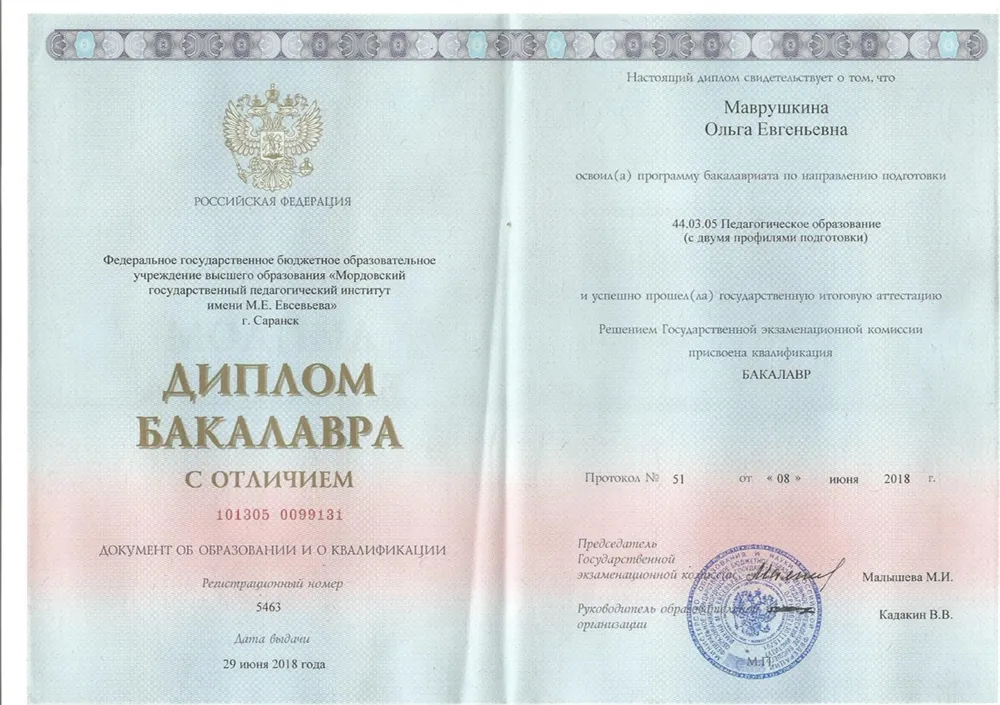 РОССИЙСКАЯ ФЕДЕРАЦИЯ
Федеральное государственное бюджетное образовательное
учреждение высшего образования «Мордовский
государственный педагогический институт
имени М.Е. Евсевьева»
г. Саранск
ДИПЛОМ
БАКАЛАВРА
С ОТЛИЧИЕМ
101305 0099131
ДОКУМЕНТ ОБ ОБРАЗОВАНИИ И О КВАЛИФИКАЦИИ
Регистрационный номер
5463
Дата выдачи
29 июня 2018 года
Настоящий диплом свидетельствует о том, что
Маврушкина
Ольга Евгеньевна
освоил(а) программу бакалавриата по направлению подготовки
44.03.05 Педагогическое образование
(с двумя профилями подготовки)
и успешно прошел(ла) государственную итоговую аттестацию
Решением Государственной экзаменационной комиссии
присвоена квалификация
БАКАЛАВР
Протокол № 51 от « 08 » июня 2018 г.
Председатель
Государственной
экзаменационной комиссии Малышева М.И.
Руководитель образовательной Кадакин В.В.
организации
М.П.